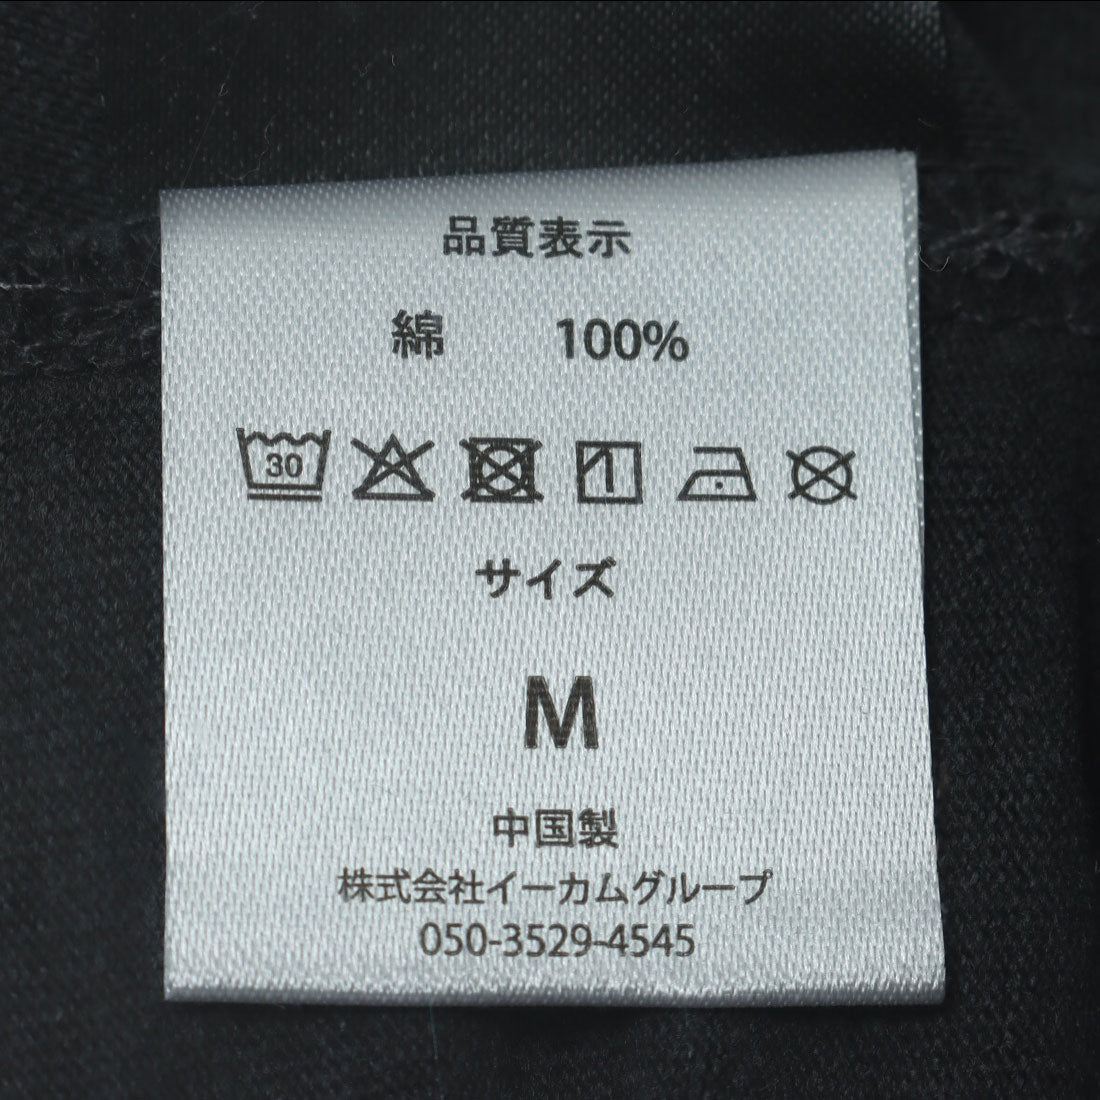 品質表示
綿 100%
30
サイズ
M
中国製
株式会社イーカムグループ
050-3529-4545